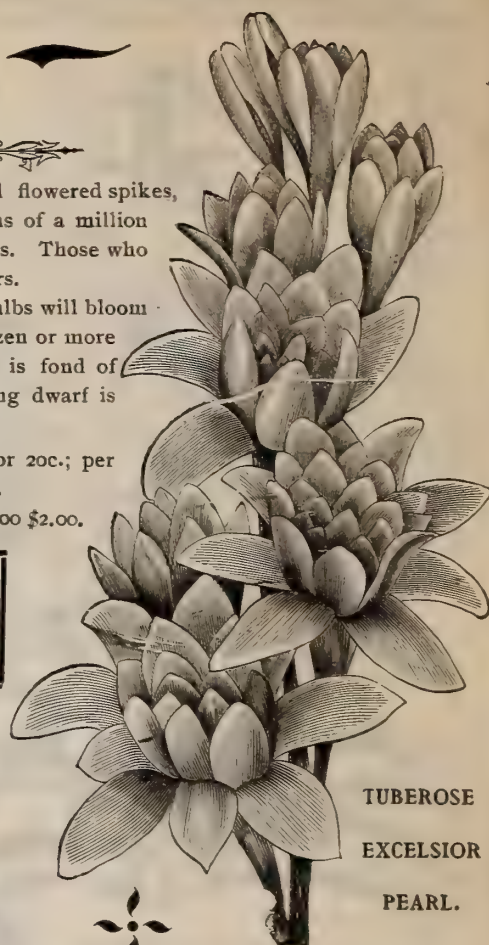 l flowered spikes,
ns of a million
s. Those who
rs.
ulbs will bloom
zen or more
is fond of
ng dwarf is
or 20c.; per
00 $2.00.
TUBEROSE
EXCELSIOR
PEARL.